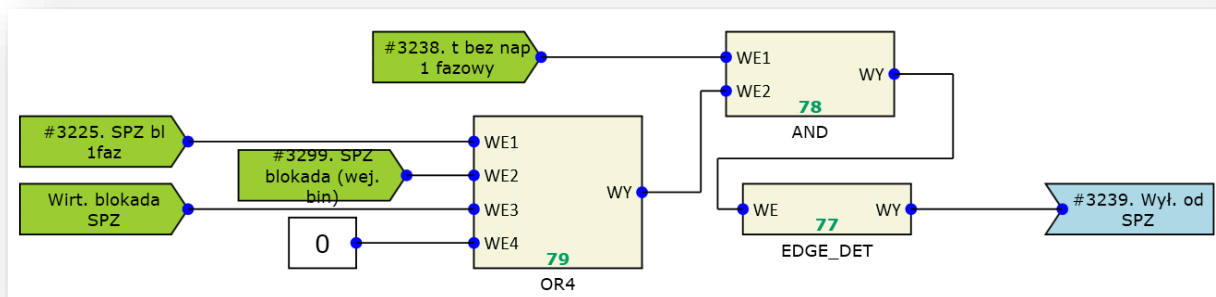 #3238. t bez nap
1 fazowy
WE1
WE2
WY
78
AND
#3225. SPZ bl
1faz
#3299. SPZ
blokada (wej.
bin)
Wirt. blokada
SPZ
0
WE1
WE2
WE3
WE4
WY
79
OR4
WE
WY
77
EDGE_DET
#3239. Wył. od
SPZ